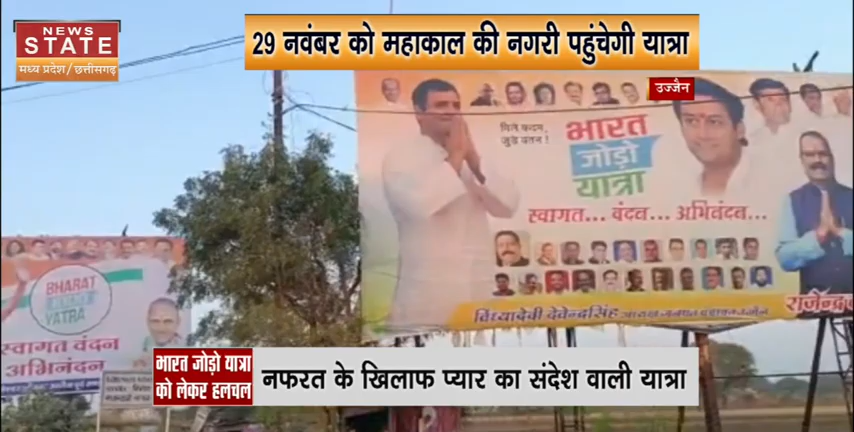 NEWS
STATE
मध्य प्रदेश/छत्तीसगढ़
29 नवंबर को महाकाल की नगरी पहुंचेगी यात्रा
उज्जैन
मिले कदम,
जुड़े वतन!
भारत
जोड़ो
यात्रा
स्वागत... वंदन... अभिनंदन...
विंध्यादेवी देवेन्द्रसिंह
BHARAT
YATRA
स्वागत वंदन
अभिनंदन
भारत जोड़ो यात्रा
को लेकर हलचल
नफरत के खिलाफ प्यार का संदेश वाली यात्रा